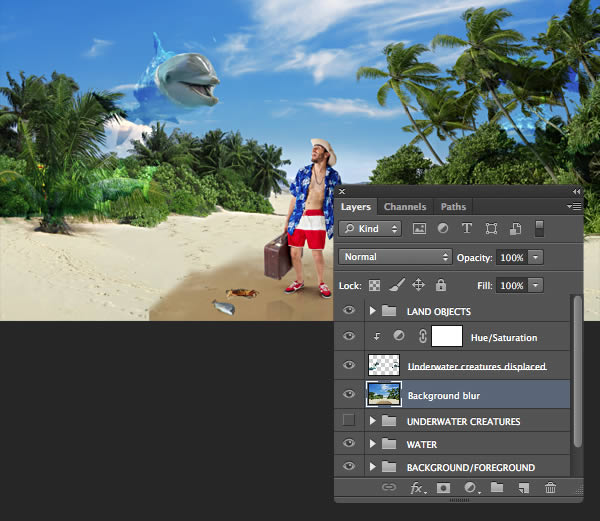 Layers Channels Paths
Kind
Normal Opacity: 100%
Lock: Fill: 100%
LAND OBJECTS
Hue/Saturation
Underwater creatures displaced
Background blur
UNDERWATER CREATURES
WATER
BACKGROUND/FOREGROUND
fx